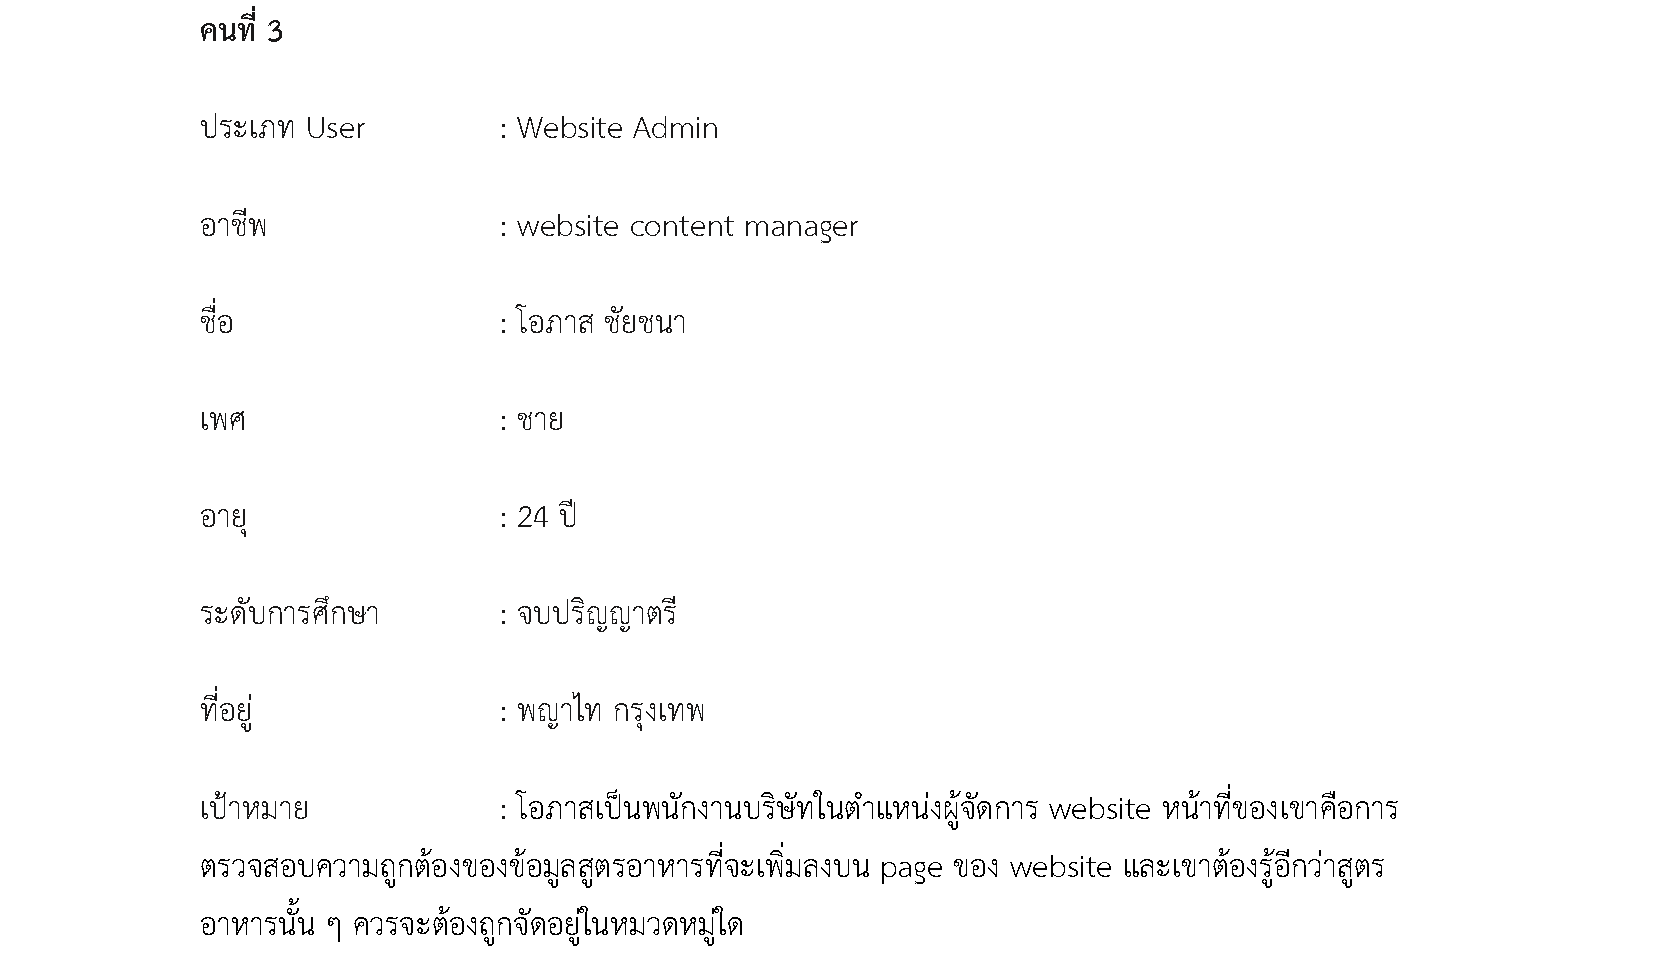 คนที่ 3
ประเภท User : Website Admin
อาชีพ : website content manager
ชื่อ : โอภาส ชัยชนา
เพศ : ชาย
อายุ : 24 ปี
ระดับการศึกษา : จบปริญญาตรี
ที่อยู่ : พญาไท กรุงเทพ
เป้าหมาย : โอภาสเป็นพนักงานบริษัทในตำแหน่งผู้จัดการ website หน้าที่ของเขาคือการ
ตรวจสอบความถูกต้องของข้อมูลสูตรอาหารที่จะเพิ่มลงบน page ของ website และเขาต้องรู้อีกว่าสูตร
อาหารนั้น ๆ ควรจะต้องถูกจัดอยู่ในหมวดหมู่ใด